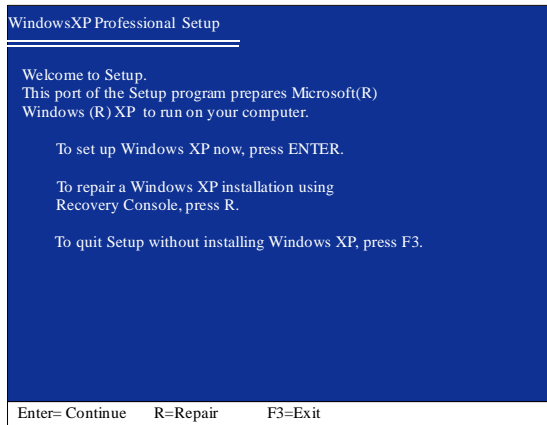 WindowsXP Professional Setup
Welcome to Setup.
This part of the Setup program prepares Microsoft(R)
Windows (R) XP to run on your computer.
To set up Windows XP now, press ENTER.
To repair a Windows XP installation using
Recovery Console, press R.
To quit Setup without installing Windows XP, press F3.
Enter= Continue R=Repair F3=Exit